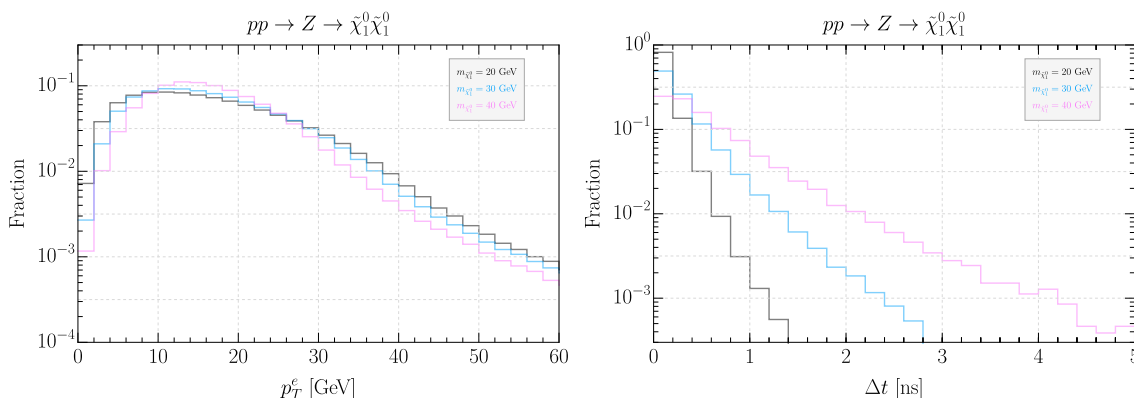 pp → Z → χ̃₁⁰χ̃₁⁰
Fraction
10⁻¹
10⁻²
10⁻³
10⁻⁴
m_χ̃₁⁰ = 20 GeV
m_χ̃₁⁰ = 30 GeV
m_χ̃₁⁰ = 40 GeV
0 10 20 30 40 50 60
p_T^e [GeV]
pp → Z → χ̃₁⁰χ̃₁⁰
Fraction
10⁰
10⁻¹
10⁻²
10⁻³
m_χ̃₁⁰ = 20 GeV
m_χ̃₁⁰ = 30 GeV
m_χ̃₁⁰ = 40 GeV
0 1 2 3 4 5
Δt [ns]